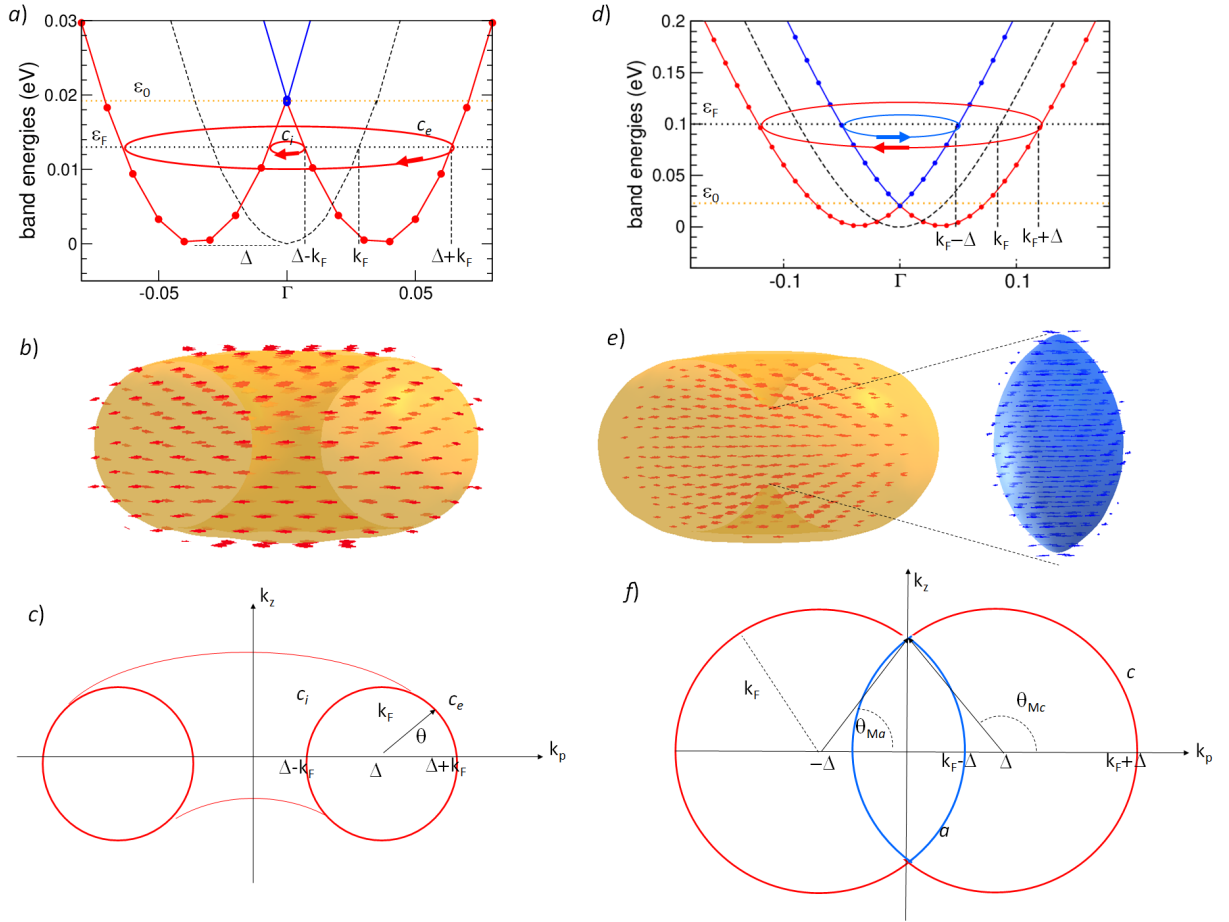 a)
0.03
0.02
0.01
0
band energies (eV)
ε0
εF
ci
ce
Δ
Δ-kF
kF
Δ+kF
-0.05
Γ
0.05
d)
0.2
0.15
0.1
0.05
0
-0.05
band energies (eV)
εF
ε0
kF−Δ
kF
kF+Δ
-0.1
Γ
0.1
b)
e)
c)
kz
ci
kF
ce
θ
Δ-kF
Δ
Δ+kF
kp
f)
kz
kF
c
θMa
θMc
−Δ
kF-Δ
Δ
kF+Δ
kp
a